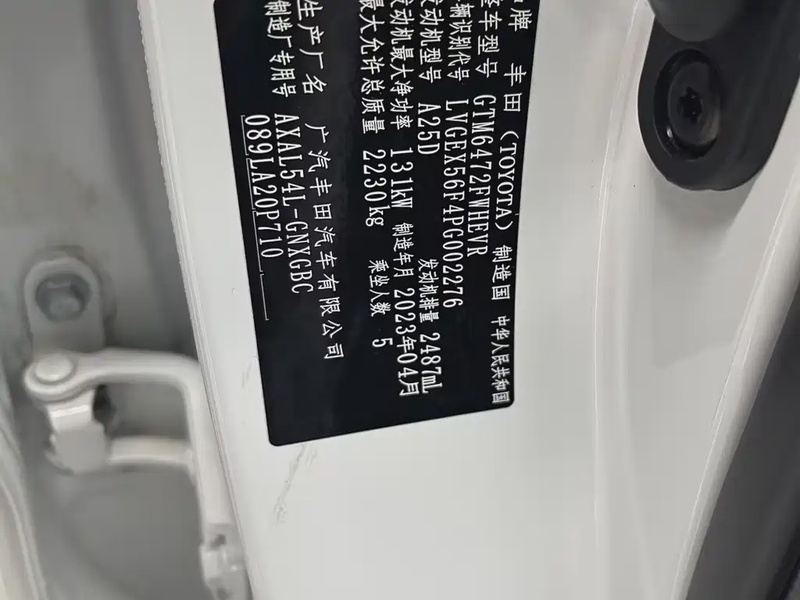 品牌 丰田(TOYOTA) 制造国 中华人民共和国
整车型号 GTM6472FWHEVR
车辆识别代号 LVGEX56F4PG002276
发动机型号 A25D 发动机排量 2487mL
发动机最大净功率 131kW 制造年月 2023年04月
最大允许总质量 2230kg 乘坐人数 5
生产厂名 广汽丰田汽车有限公司
制造厂专用号 AXAL54L-GNXGBC
089LA20P710